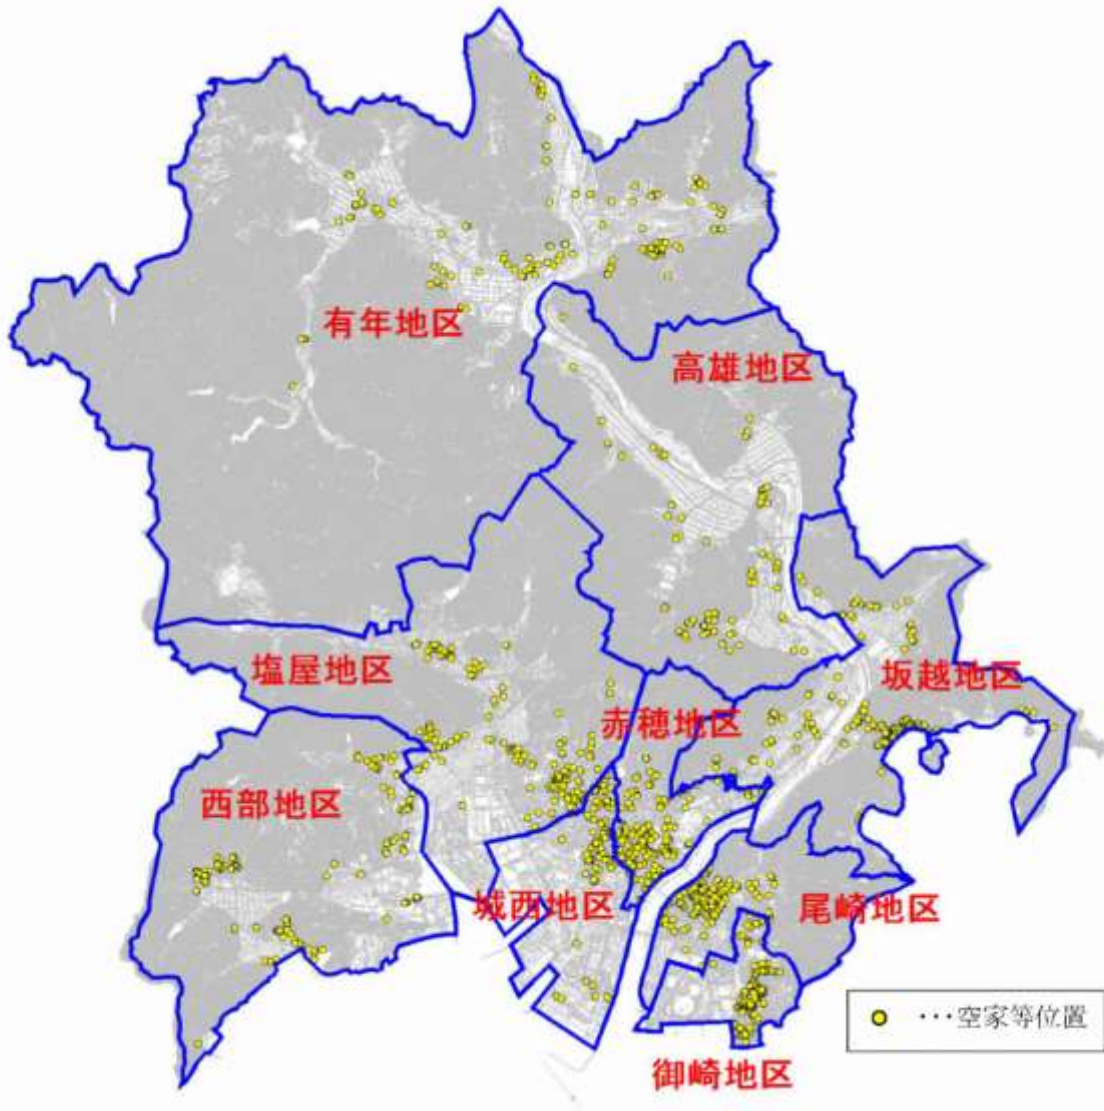 有年地区
高雄地区
塩屋地区
赤穂地区
坂越地区
西部地区
城西地区
尾崎地区
御崎地区
・・・空家等位置